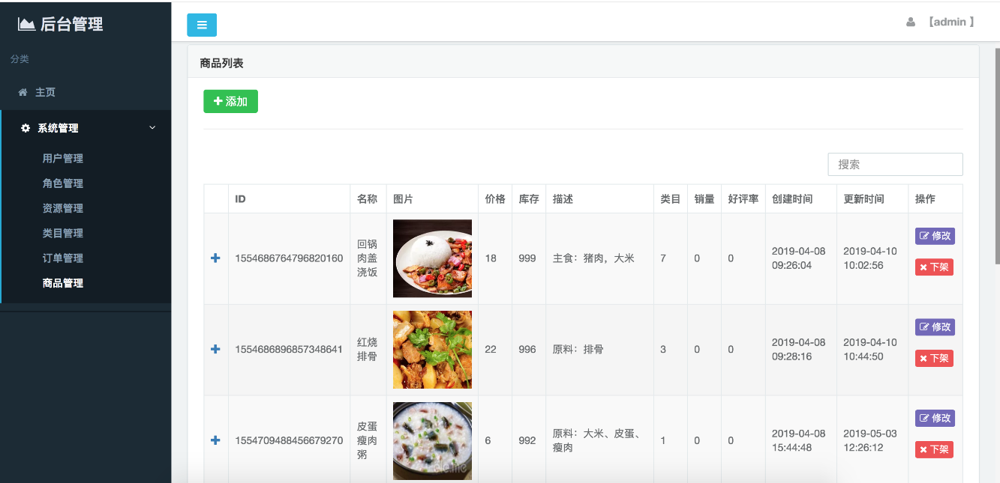 后台管理
【admin 】
分类
主页
系统管理
用户管理
角色管理
资源管理
类目管理
订单管理
商品管理
商品列表
添加
搜索
ID 名称 图片 价格 库存 描述 类目 销量 好评率 创建时间 更新时间 操作
1554686764796820160 回锅肉盖浇饭 18 999 主食：猪肉，大米 7 0 0 2019-04-08 09:26:04 2019-04-10 10:02:56 修改 下架
1554686896857348641 红烧排骨 22 996 原料：排骨 3 0 0 2019-04-08 09:28:16 2019-04-10 10:44:50 修改 下架
1554709488456679270 皮蛋瘦肉粥 6 992 原料：大米、皮蛋、瘦肉 1 0 0 2019-04-08 15:44:48 2019-05-03 12:26:12 修改 下架
ele.me